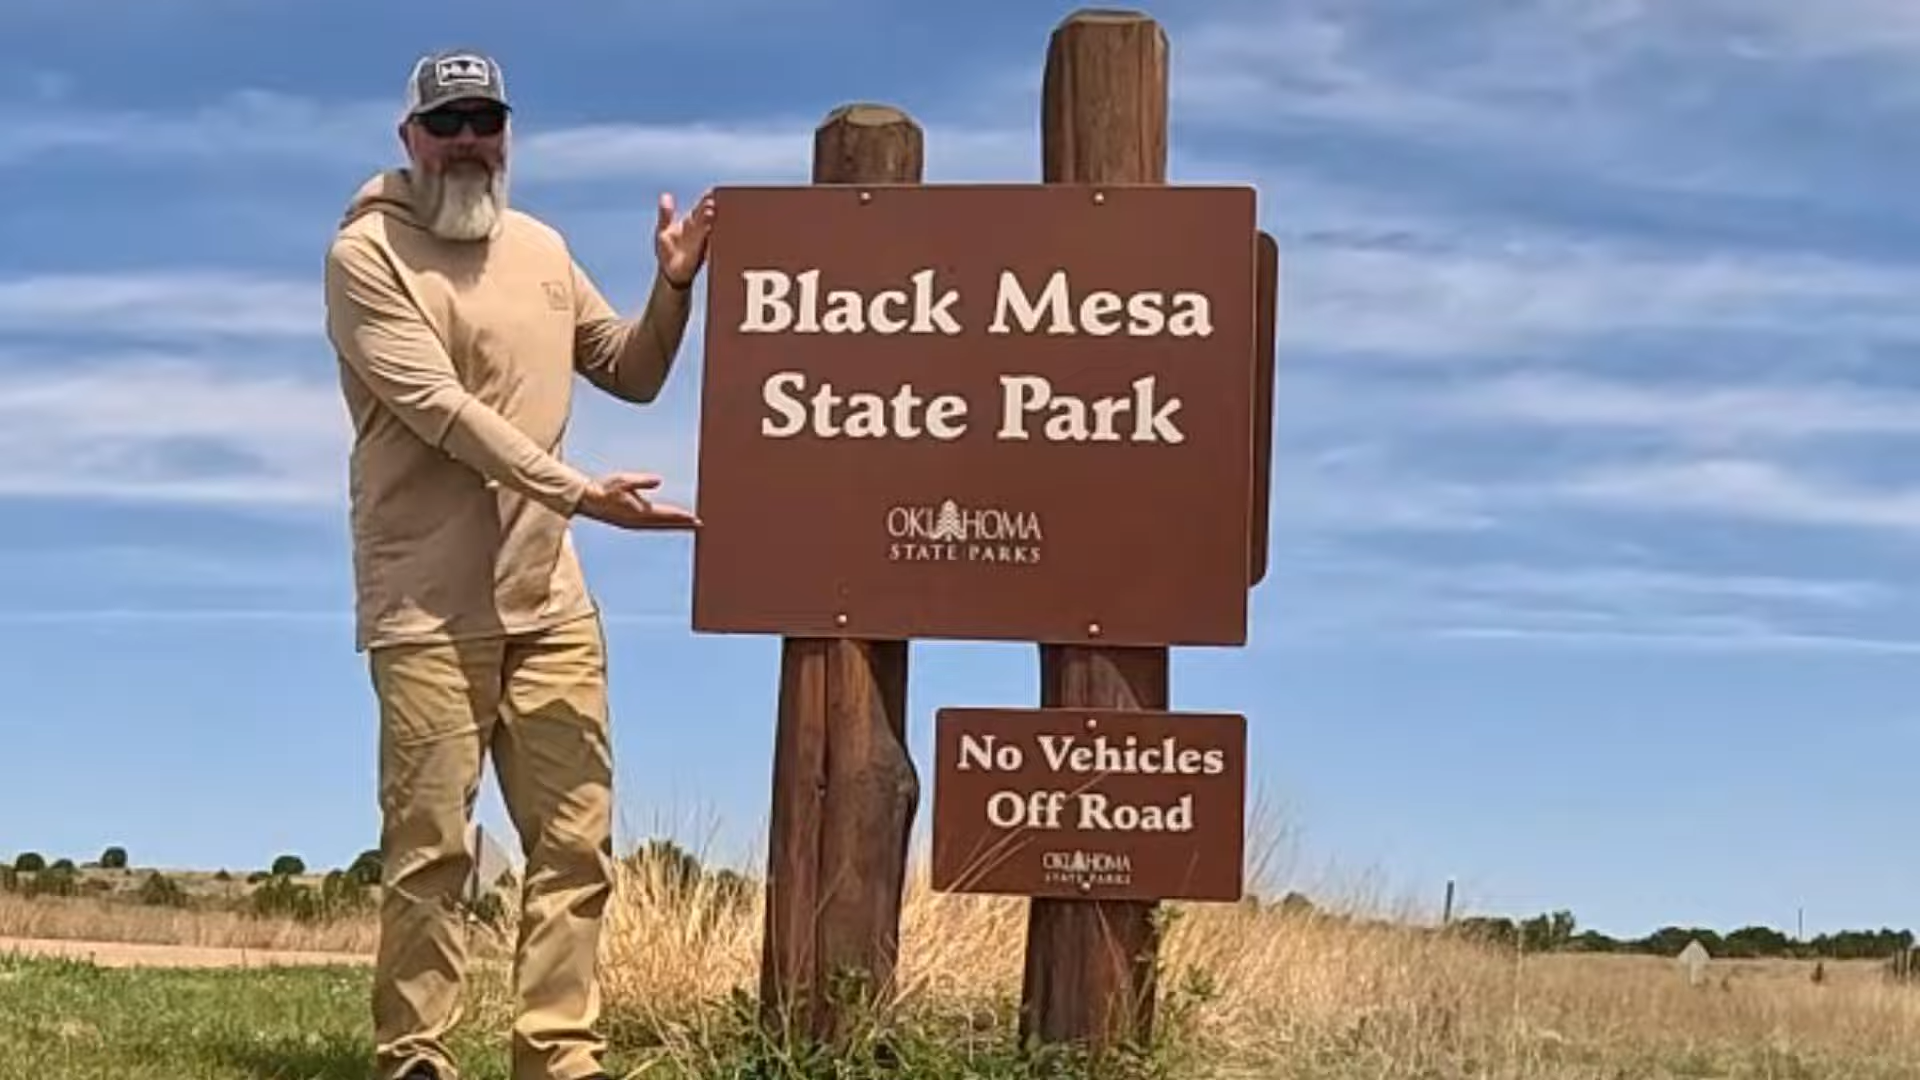 Black Mesa
State Park
OKLAHOMA
STATE PARKS
No Vehicles
Off Road
OKLAHOMA
STATE PARKS